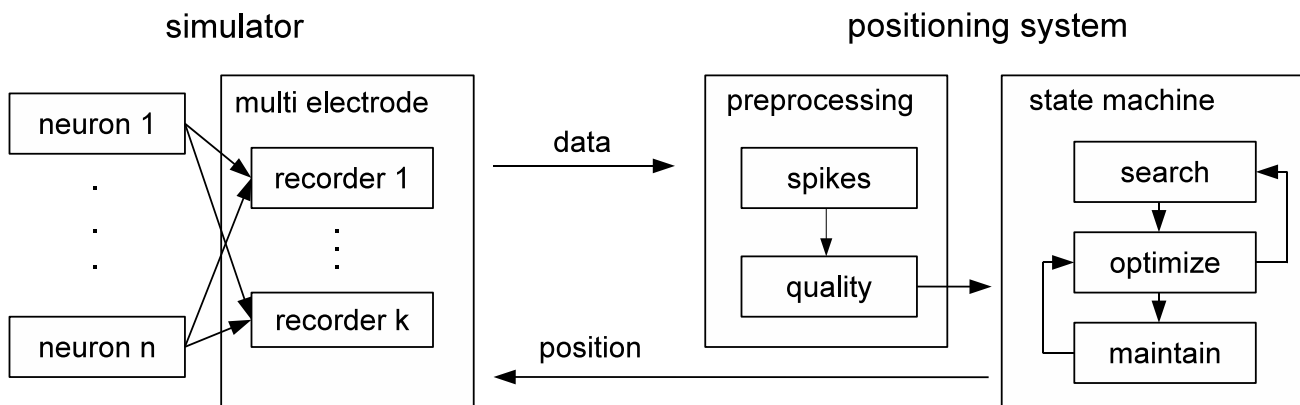 simulator
positioning system
multi electrode
preprocessing
state machine
neuron 1
recorder 1
data
spikes
search
optimize
quality
neuron n
recorder k
position
maintain